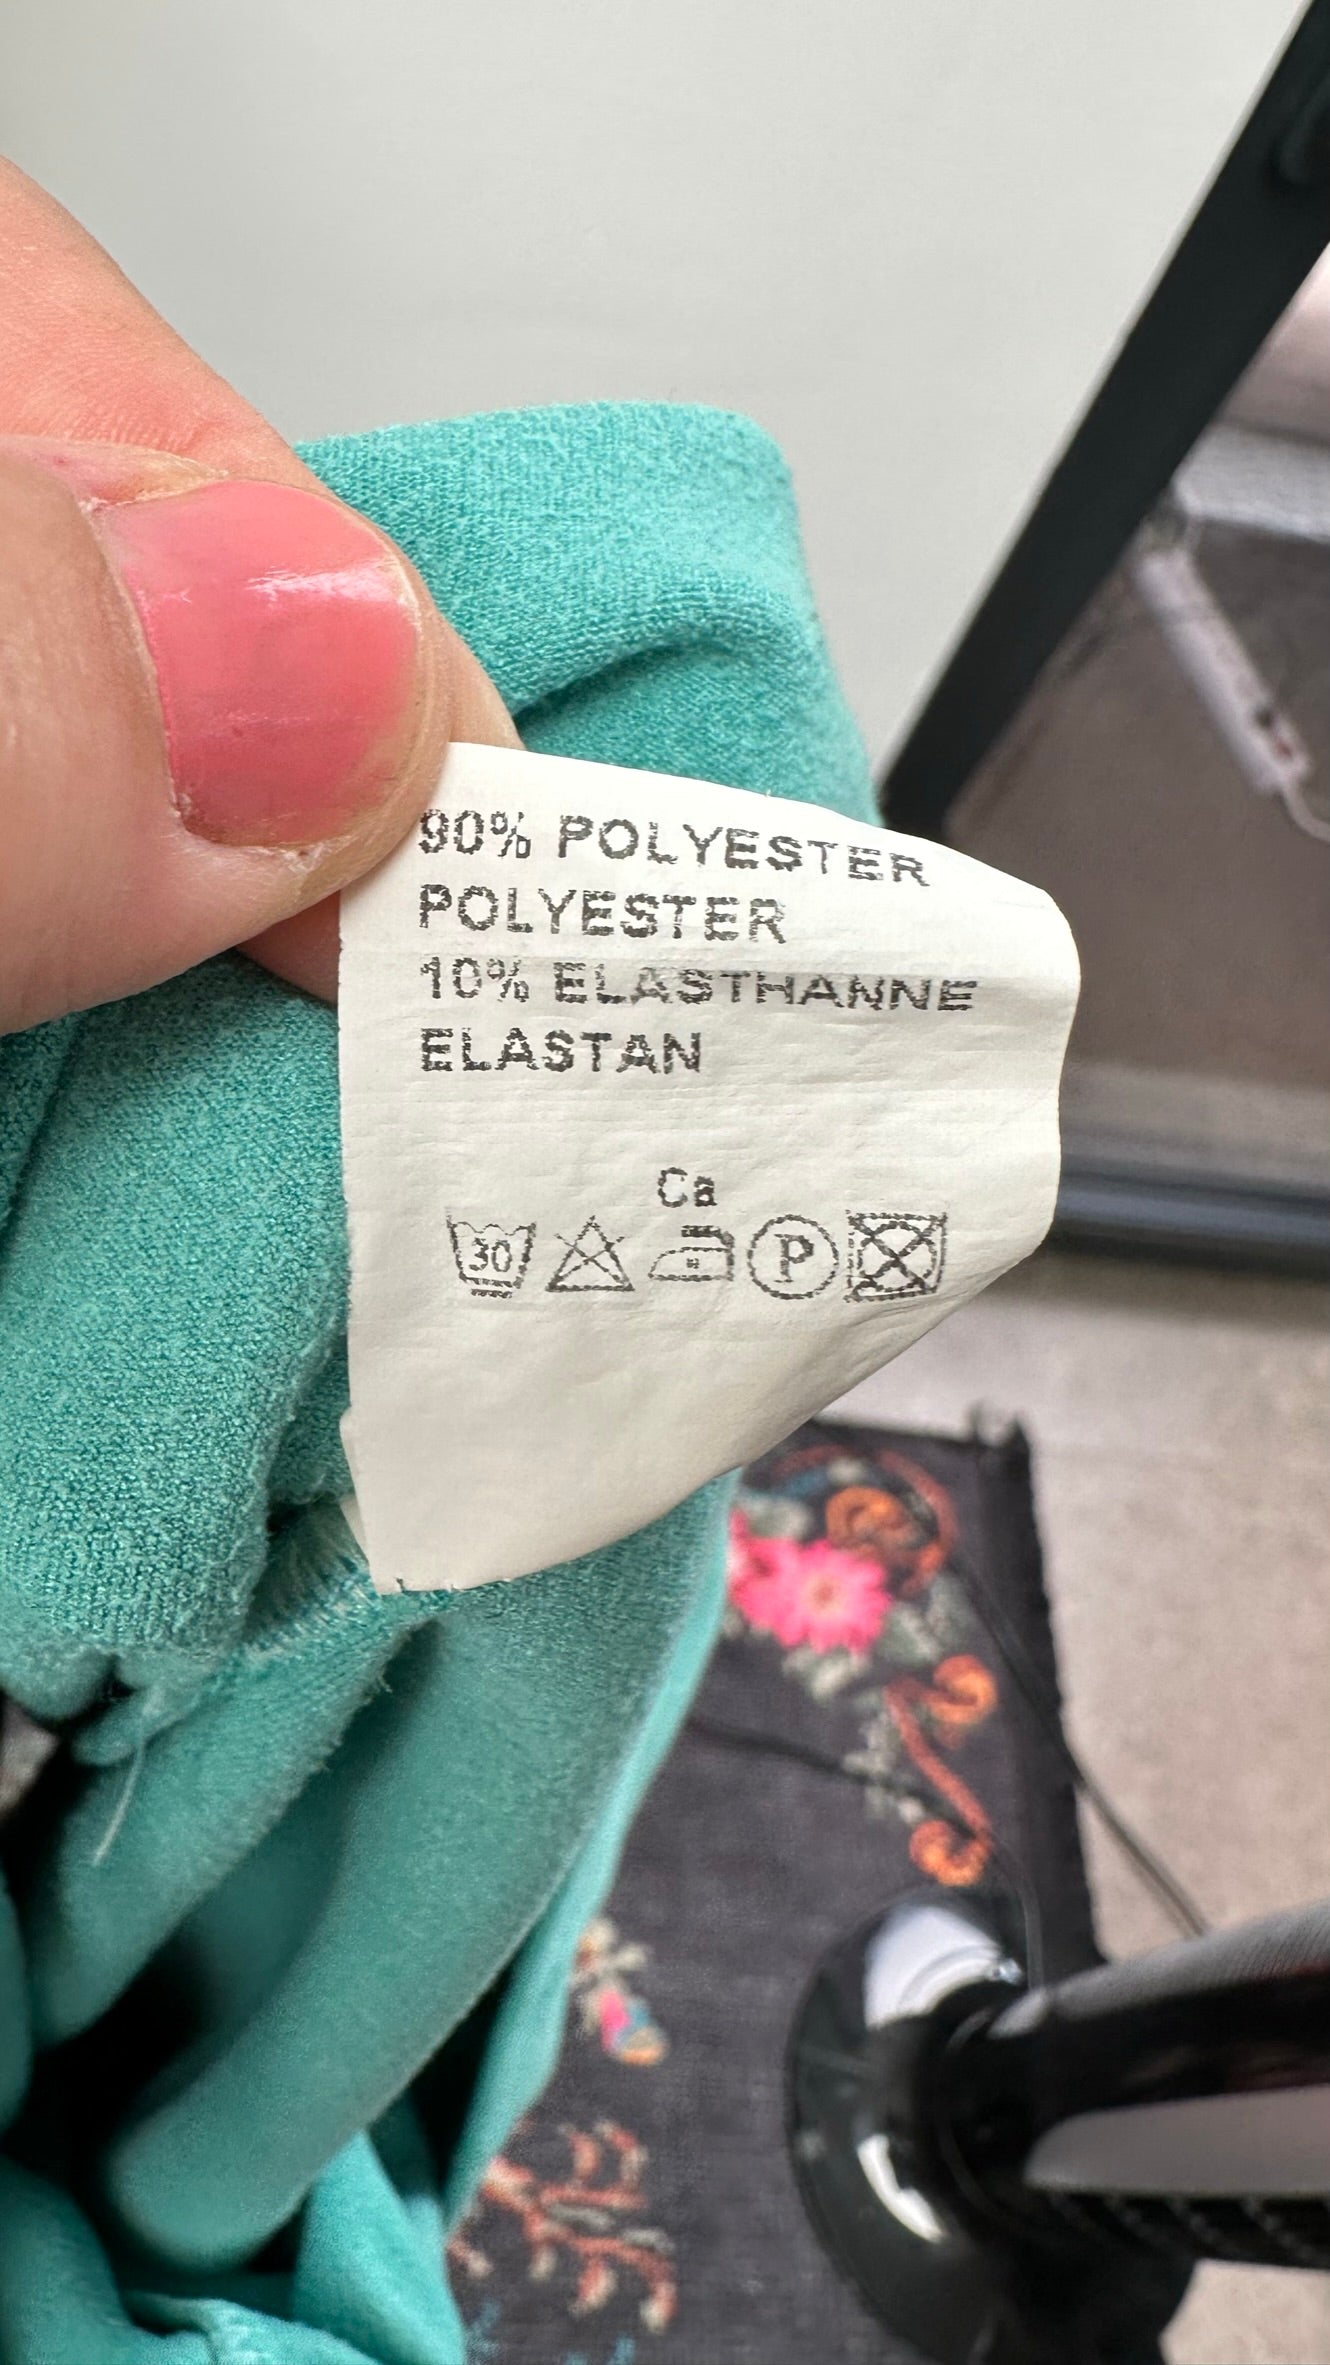 90% POLYESTER
POLYESTER
10% ELASTHANNE
ELASTAN
Ca
30 P